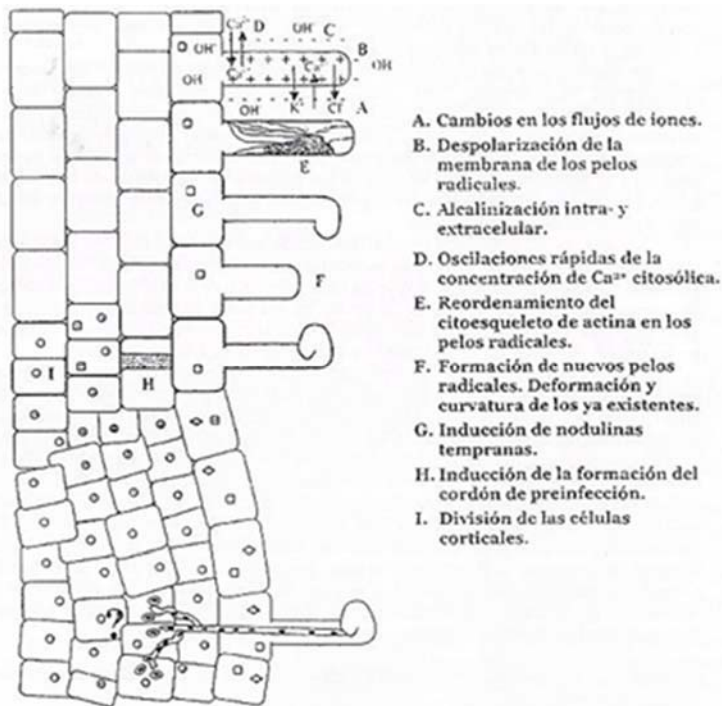 Ca²⁺ D OH⁻ C
OH⁻ B
OH
OH Ca
K⁺ Cl⁻
OH A
E
G
F
I H
?
A. Cambios en los flujos de iones.
B. Despolarización de la
membrana de los pelos
radicales.
C. Alcalinización intra- y
extracelular.
D. Oscilaciones rápidas de la
concentración de Ca²⁺ citosólica.
E. Reordenamiento del
citoesqueleto de actina en los
pelos radicales.
F. Formación de nuevos pelos
radicales. Deformación y
curvatura de los ya existentes.
G. Inducción de nodulinas
tempranas.
H. Inducción de la formación del
cordón de preinfección.
I. División de las células
corticales.